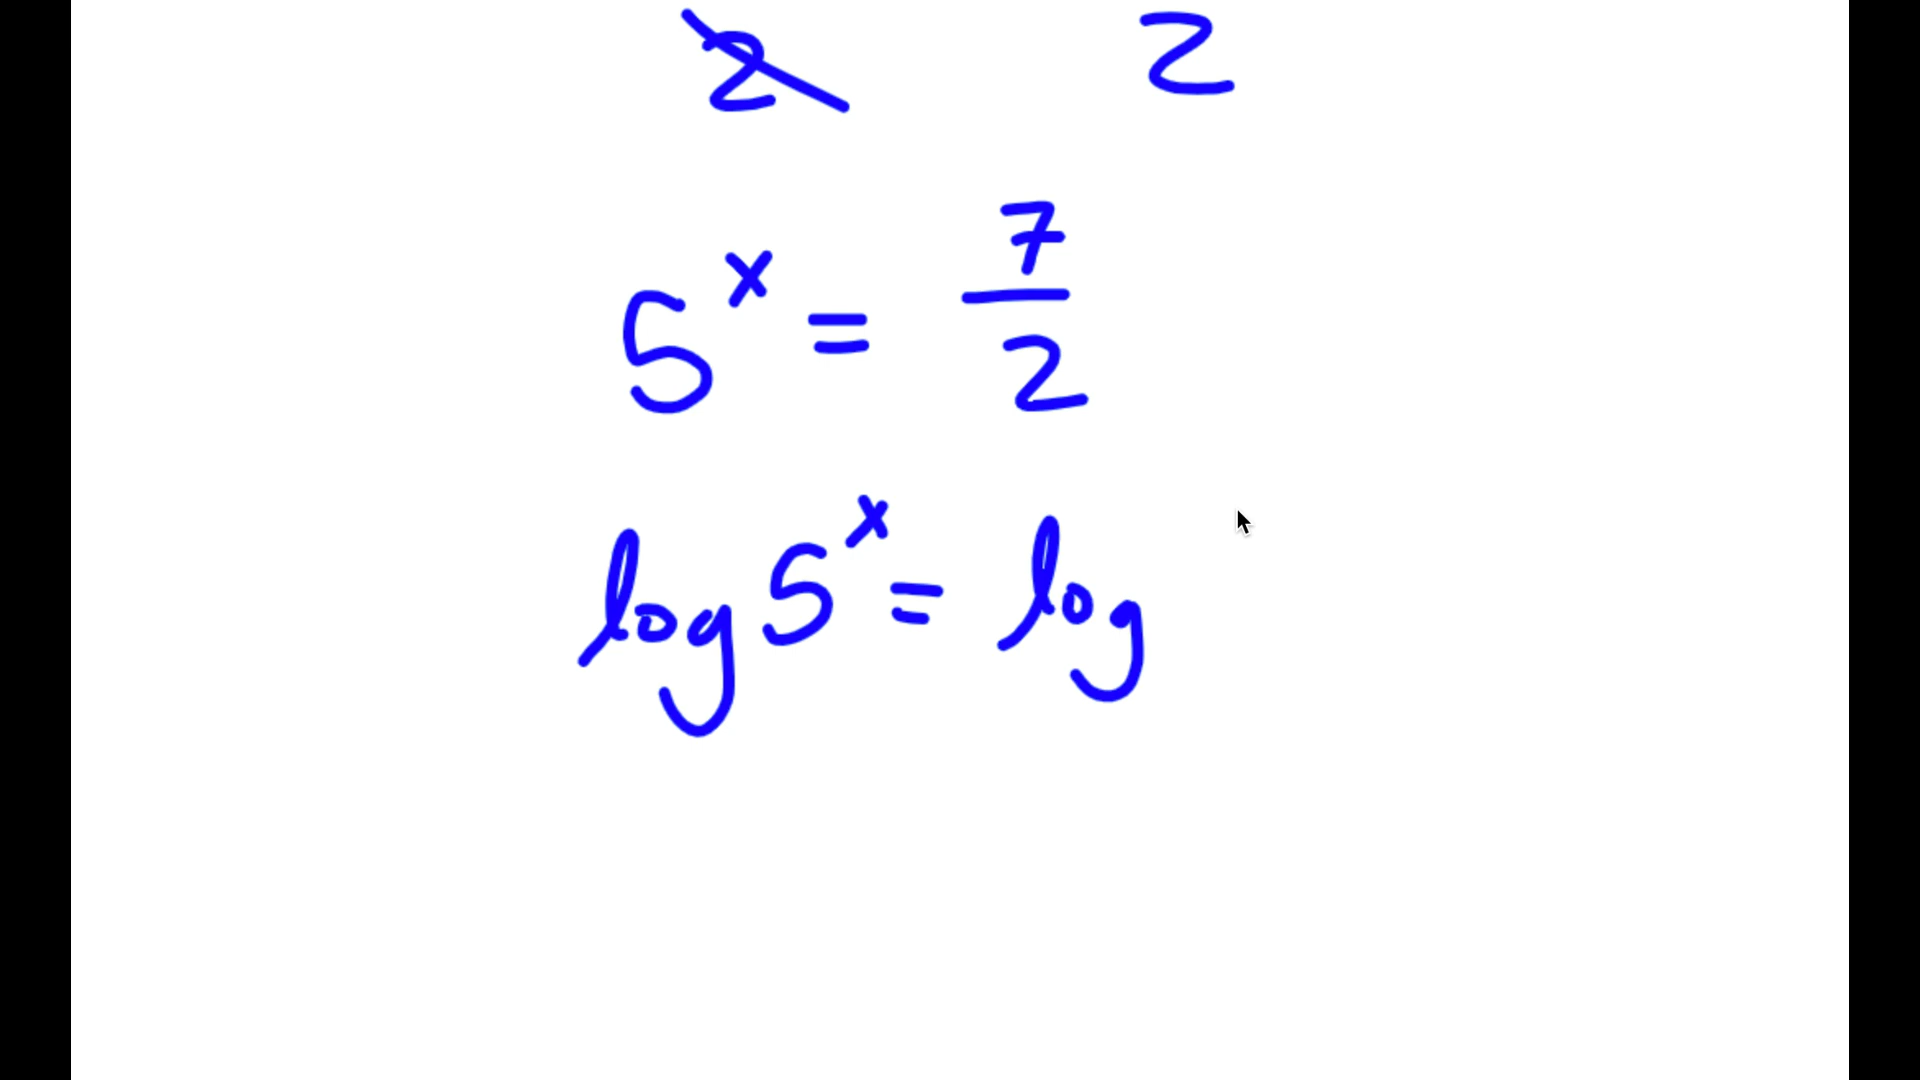 2 2
5^x = 7/2
log 5^x = log